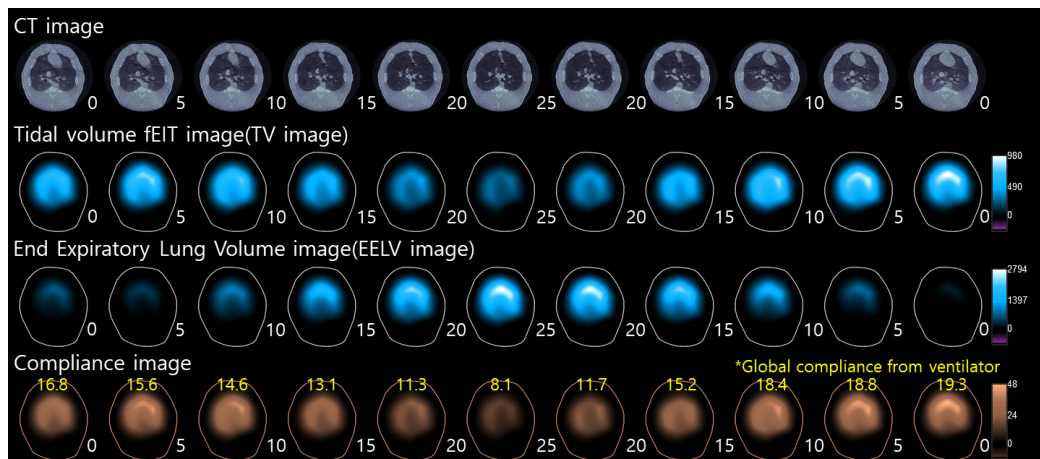 CT image
0 5 10 15 20 25 20 15 10 5 0
Tidal volume fEIT image(TV image)
980
490
0
0 5 10 15 20 25 20 15 10 5 0
End Expiratory Lung Volume image(EELV image)
2794
1397
0
0 5 10 15 20 25 20 15 10 5 0
Compliance image
*Global compliance from ventilator
16.8 15.6 14.6 13.1 11.3 8.1 11.7 15.2 18.4 18.8 19.3
48
24
0
0 5 10 15 20 25 20 15 10 5 0